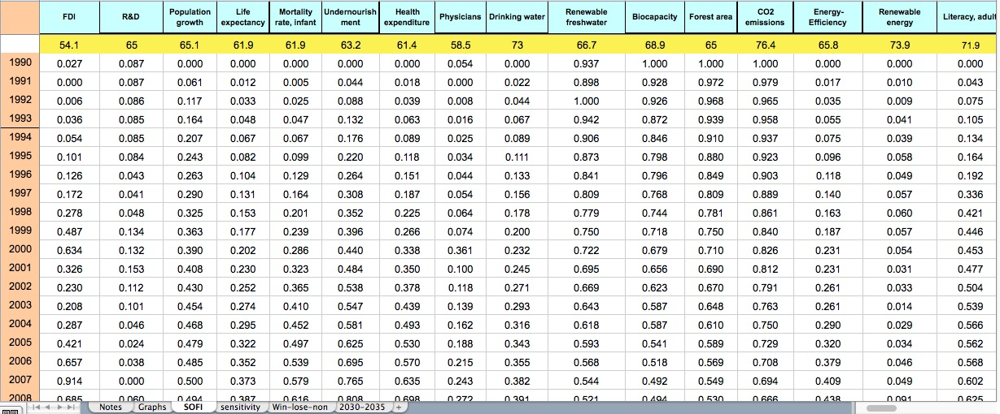 FDI R&D Population growth Life expectancy Mortality rate, infant Undernourish ment Health expenditure Physicians Drinking water Renewable freshwater Biocapacity Forest area CO2 emissions Energy-Efficiency Renewable energy Literacy, adult
54.1 65 65.1 61.9 61.9 63.2 61.4 58.5 73 66.7 68.9 65 76.4 65.8 73.9 71.9
1990 0.027 0.087 0.000 0.000 0.000 0.000 0.000 0.054 0.000 0.937 1.000 1.000 1.000 0.000 0.000 0.000
1991 0.000 0.087 0.061 0.012 0.005 0.044 0.018 0.000 0.022 0.898 0.928 0.972 0.979 0.017 0.010 0.043
1992 0.006 0.086 0.117 0.033 0.025 0.088 0.039 0.008 0.044 1.000 0.926 0.968 0.965 0.035 0.009 0.075
1993 0.036 0.085 0.164 0.048 0.047 0.132 0.063 0.016 0.067 0.942 0.872 0.939 0.958 0.055 0.041 0.105
1994 0.054 0.085 0.207 0.067 0.067 0.176 0.089 0.025 0.089 0.906 0.846 0.910 0.937 0.075 0.039 0.134
1995 0.101 0.084 0.243 0.082 0.099 0.220 0.118 0.034 0.111 0.873 0.798 0.880 0.923 0.096 0.058 0.164
1996 0.126 0.043 0.263 0.104 0.129 0.264 0.151 0.044 0.133 0.841 0.796 0.849 0.903 0.118 0.049 0.192
1997 0.172 0.041 0.290 0.131 0.164 0.308 0.187 0.054 0.156 0.809 0.768 0.809 0.889 0.140 0.057 0.336
1998 0.278 0.048 0.325 0.153 0.201 0.352 0.225 0.064 0.178 0.779 0.744 0.781 0.861 0.163 0.060 0.421
1999 0.487 0.134 0.363 0.177 0.239 0.396 0.266 0.074 0.200 0.750 0.718 0.750 0.840 0.187 0.057 0.446
2000 0.634 0.132 0.390 0.202 0.286 0.440 0.338 0.361 0.232 0.722 0.679 0.710 0.826 0.231 0.054 0.453
2001 0.326 0.153 0.408 0.230 0.323 0.484 0.350 0.100 0.245 0.695 0.656 0.690 0.812 0.231 0.031 0.477
2002 0.230 0.112 0.430 0.252 0.365 0.538 0.378 0.118 0.271 0.669 0.623 0.670 0.791 0.261 0.033 0.504
2003 0.208 0.101 0.454 0.274 0.410 0.547 0.439 0.139 0.293 0.643 0.587 0.648 0.763 0.261 0.014 0.539
2004 0.287 0.046 0.468 0.295 0.452 0.581 0.493 0.162 0.316 0.618 0.587 0.610 0.750 0.290 0.029 0.566
2005 0.421 0.024 0.479 0.322 0.497 0.625 0.530 0.188 0.343 0.593 0.541 0.589 0.729 0.320 0.034 0.562
2006 0.657 0.038 0.485 0.352 0.539 0.695 0.570 0.215 0.355 0.568 0.518 0.569 0.708 0.379 0.046 0.568
2007 0.914 0.000 0.500 0.373 0.579 0.765 0.635 0.243 0.382 0.544 0.492 0.549 0.694 0.409 0.049 0.602
2008 0.685 0.060 0.494 0.387 0.616 0.808 0.698 0.272 0.391 0.521 0.494 0.530 0.666 0.438 0.091 0.625
Notes Graphs SOFI sensitivity Win-lose-non 2030-2035 +